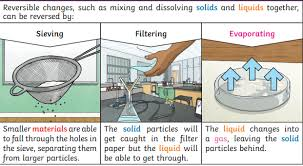 Reversible changes, such as mixing and dissolving solids and liquids together,
can be reversed by:
Sieving
Smaller materials are able
to fall through the holes
in the sieve, separating them
from larger particles.
Filtering
The solid particles will
get caught in the filter
paper but the liquid will
be able to get through.
Evaporating
The liquid changes into
a gas, leaving the solid
particles behind.